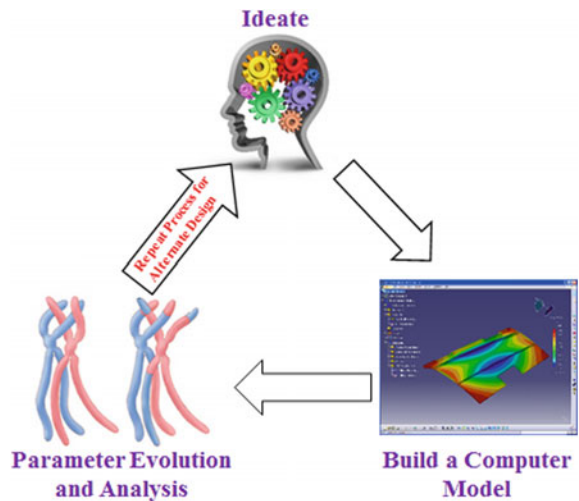 Ideate
Repeat Process for
Alternate Design
Parameter Evolution
and Analysis
Build a Computer
Model